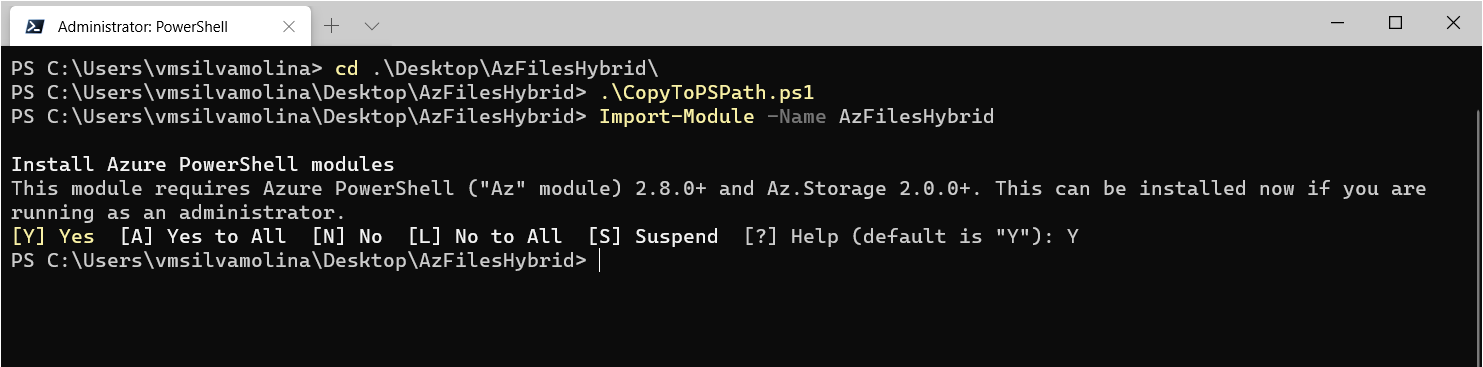 Administrator: PowerShell
PS C:\Users\vmsilvamolina> cd .\Desktop\AzFilesHybrid\
PS C:\Users\vmsilvamolina\Desktop\AzFilesHybrid> .\CopyToPSPath.ps1
PS C:\Users\vmsilvamolina\Desktop\AzFilesHybrid> Import-Module -Name AzFilesHybrid
Install Azure PowerShell modules
This module requires Azure PowerShell ("Az" module) 2.8.0+ and Az.Storage 2.0.0+. This can be installed now if you are
running as an administrator.
[Y] Yes  [A] Yes to All  [N] No  [L] No to All  [S] Suspend  [?] Help (default is "Y"): Y
PS C:\Users\vmsilvamolina\Desktop\AzFilesHybrid>